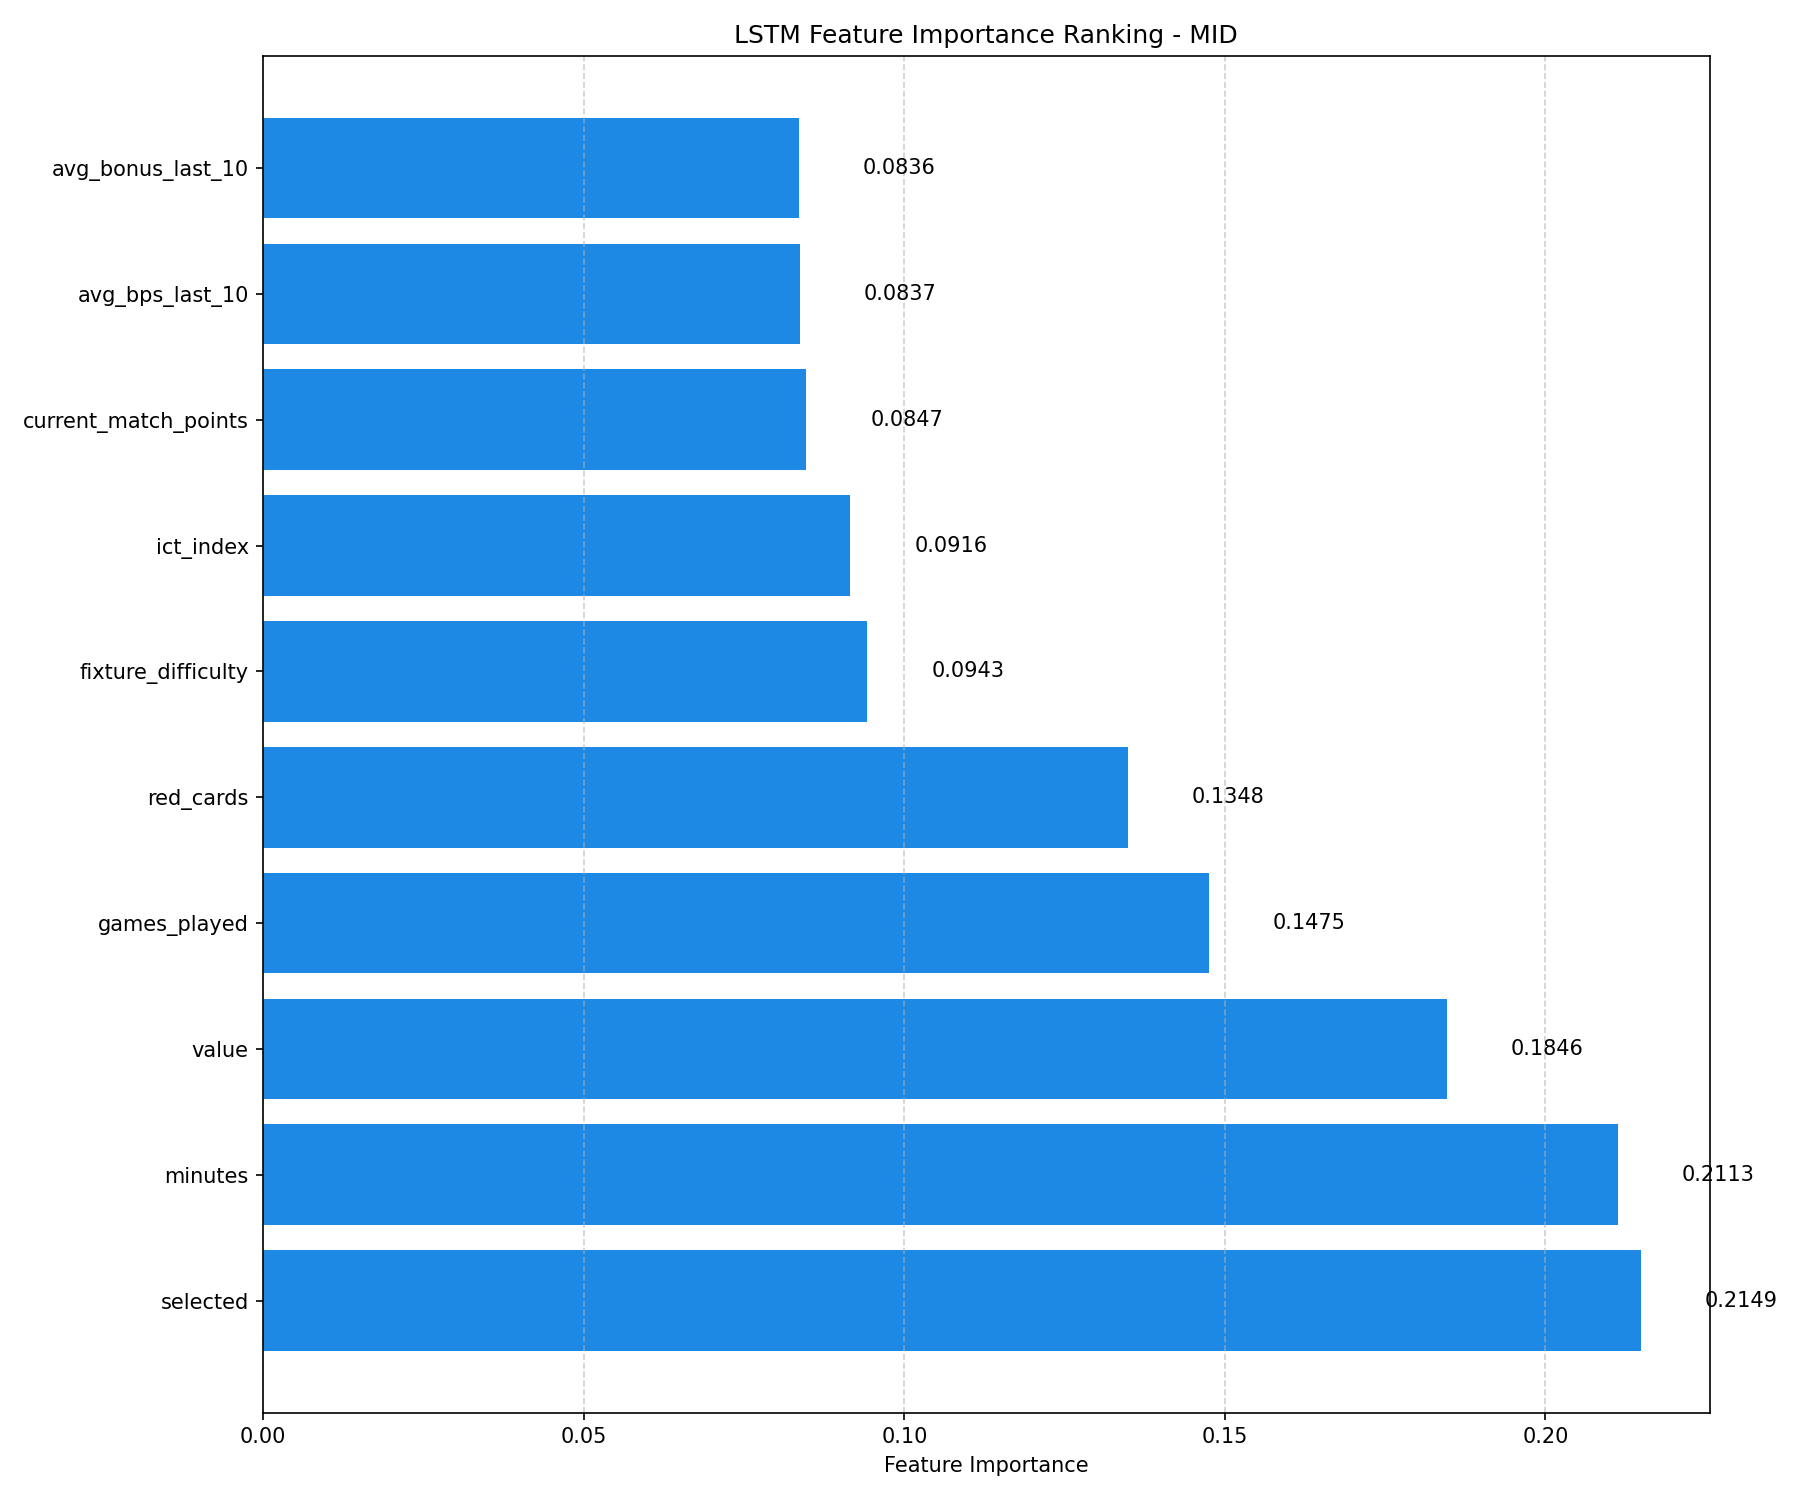 LSTM Feature Importance Ranking - MID
avg_bonus_last_10 0.0836
avg_bps_last_10 0.0837
current_match_points 0.0847
ict_index 0.0916
fixture_difficulty 0.0943
red_cards 0.1348
games_played 0.1475
value 0.1846
minutes 0.2113
selected 0.2149
0.00 0.05 0.10 0.15 0.20
Feature Importance